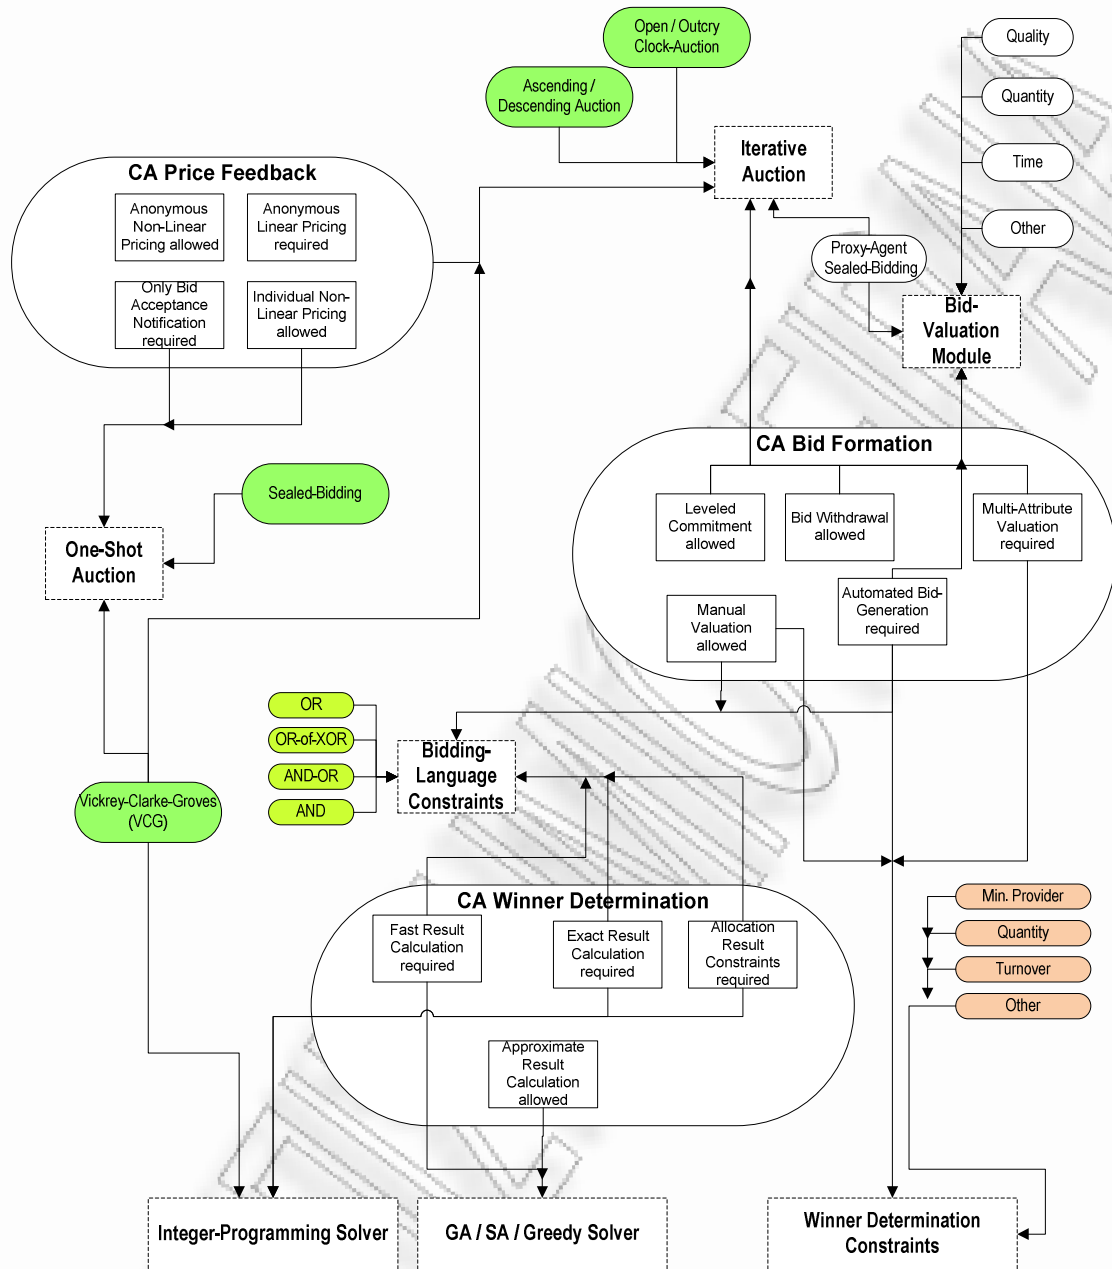 Open / Outcry
Clock-Auction
Quality
Ascending /
Descending Auction
Quantity
Iterative
Auction
Time
CA Price Feedback
Anonymous
Non-Linear
Pricing allowed
Anonymous
Linear Pricing
required
Other
Proxy-Agent
Sealed-Bidding
Only Bid
Acceptance
Notification
required
Individual Non-
Linear Pricing
allowed
Bid-
Valuation
Module
CA Bid Formation
Sealed-Bidding
Leveled
Commitment
allowed
Bid Withdrawal
allowed
Multi-Attribute
Valuation
required
One-Shot
Auction
Manual
Valuation
allowed
Automated Bid-
Generation
required
OR
OR-of-XOR
AND-OR
AND
Bidding-
Language
Constraints
Vickrey-Clarke-Groves
(VCG)
CA Winner Determination
Fast Result
Calculation
required
Exact Result
Calculation
required
Allocation
Result
Constraints
required
Min. Provider
Quantity
Turnover
Other
Approximate
Result
Calculation
allowed
Integer-Programming Solver
GA / SA / Greedy Solver
Winner Determination
Constraints